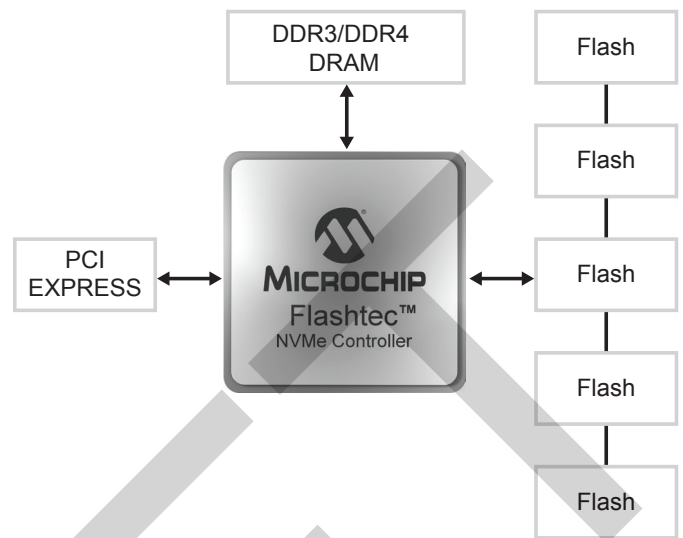 DDR3/DDR4
DRAM
Flash
Flash
PCI
EXPRESS
MICROCHIP
Flashtec™
NVMe Controller
Flash
Flash
Flash